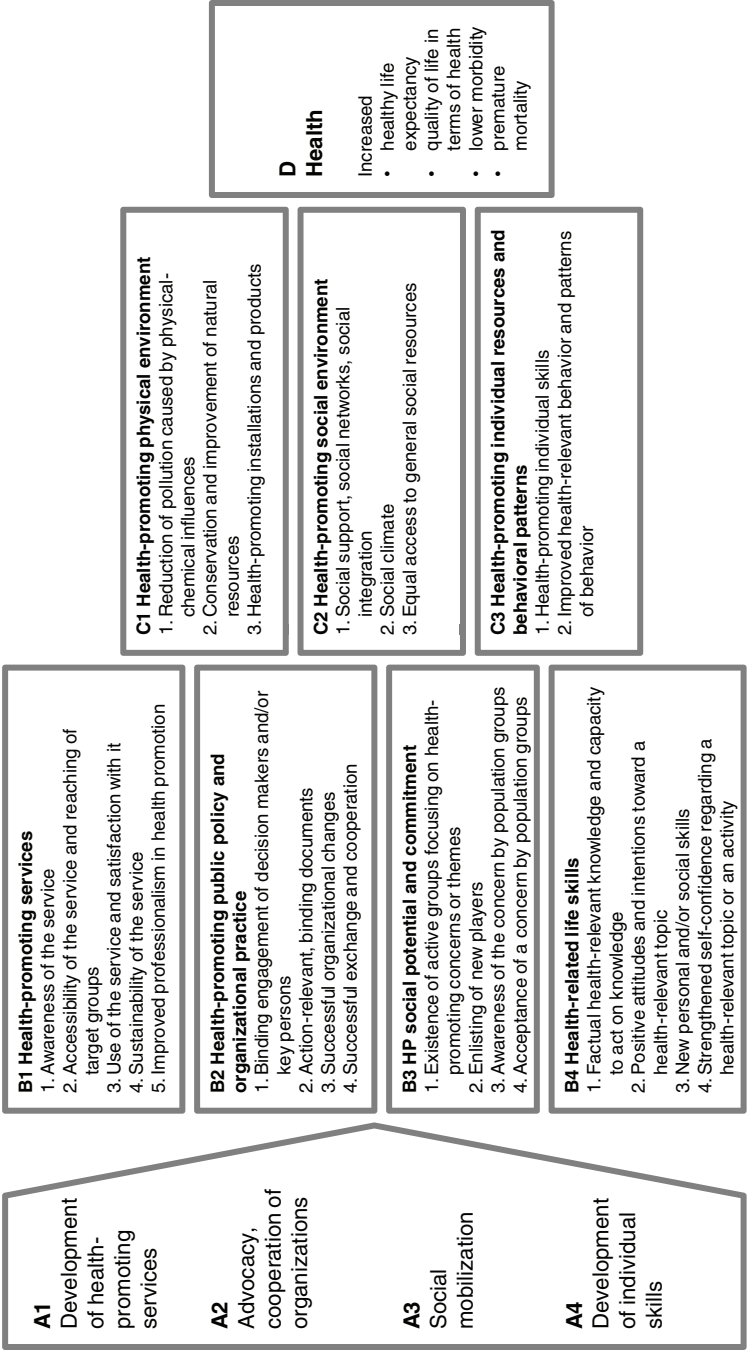 A1
Development
of health-
promoting
services
A2
Advocacy,
cooperation of
organizations
A3
Social
mobilization
A4
Development
of individual
skills
B1 Health-promoting services
1. Awareness of the service
2. Accessibility of the service and reaching of
target groups
3. Use of the service and satisfaction with it
4. Sustainability of the service
5. Improved professionalism in health promotion
B2 Health-promoting public policy and
organizational practice
1. Binding engagement of decision makers and/or
key persons
2. Action-relevant, binding documents
3. Successful organizational changes
4. Successful exchange and cooperation
B3 HP social potential and commitment
1. Existence of active groups focusing on health-
promoting concerns or themes
2. Enlisting of new players
3. Awareness of the concern by population groups
4. Acceptance of a concern by population groups
B4 Health-related life skills
1. Factual health-relevant knowledge and capacity
to act on knowledge
2. Positive attitudes and intentions toward a
health-relevant topic
3. New personal and/or social skills
4. Strengthened self-confidence regarding a
health-relevant topic or an activity
C1 Health-promoting physical environment
1. Reduction of pollution caused by physical-
chemical influences
2. Conservation and improvement of natural
resources
3. Health-promoting installations and products
C2 Health-promoting social environment
1. Social support, social networks, social
integration
2. Social climate
3. Equal access to general social resources
C3 Health-promoting individual resources and
behavioral patterns
1. Health-promoting individual skills
2. Improved health-relevant behavior and patterns
of behavior
D
Health
Increased
• healthy life
expectancy
• quality of life in
terms of health
• lower morbidity
• premature
mortality